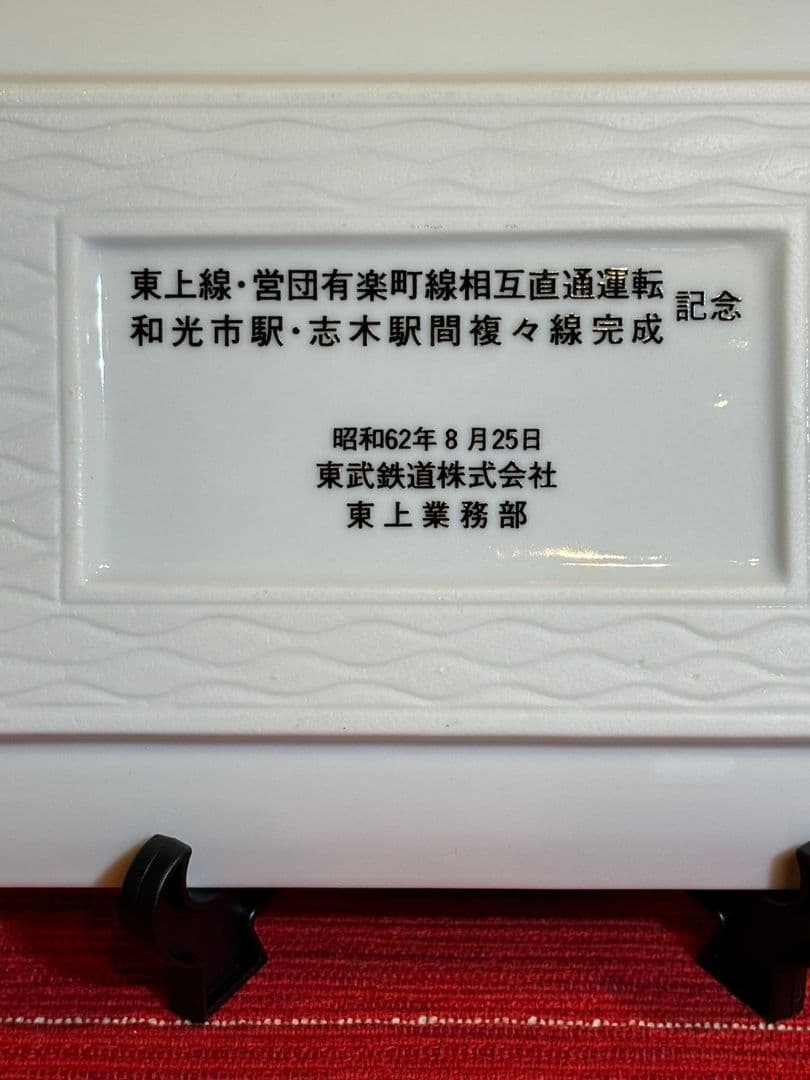 東上線・営団有楽町線相互直通運転
和光市駅・志木駅間複々線完成
記念
昭和62年8月25日
東武鉄道株式会社
東上業務部